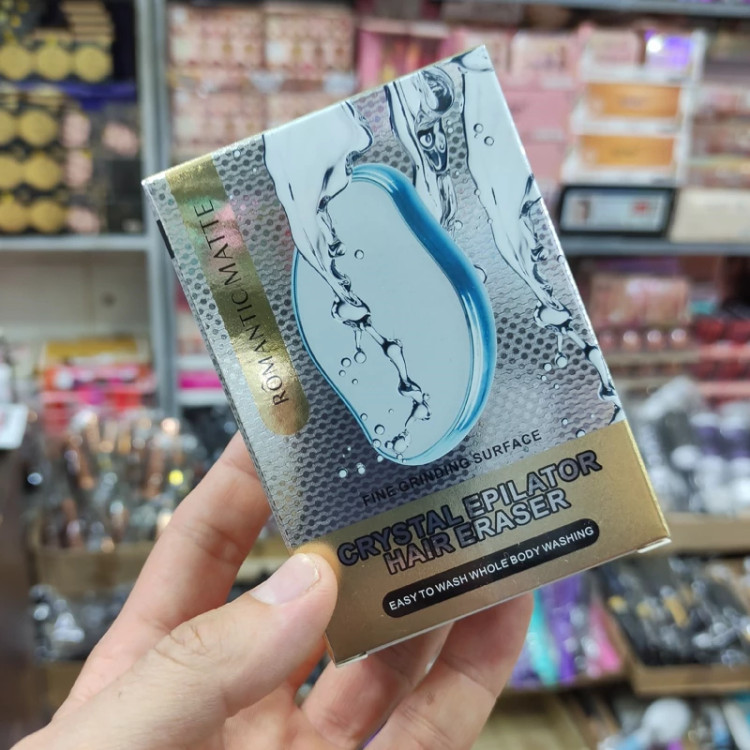 ROMANTIC MATTE
FINE GRINDING SURFACE
CRYSTAL EPILATOR
HAIR ERASER
EASY TO WASH WHOLE BODY WASHING